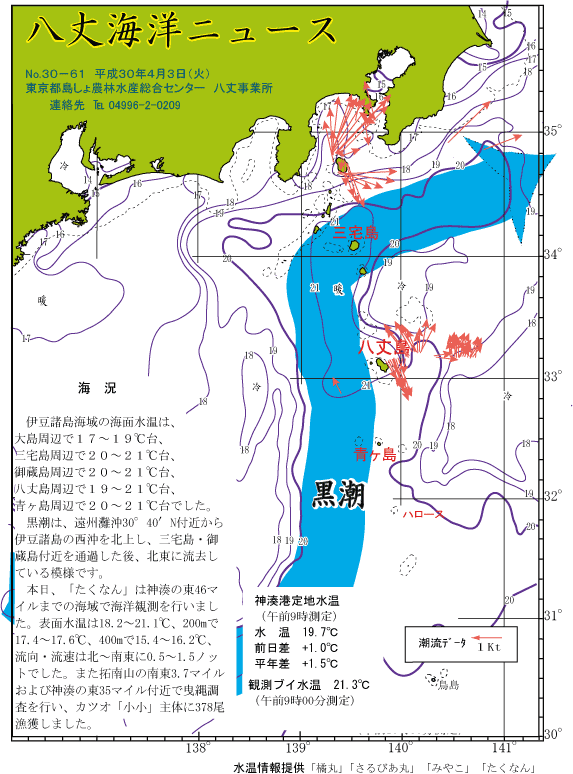 八丈海洋ニュース
No.30－61　平成30年4月3日(火)
東京都島しょ農林水産総合センター　八丈事業所
連絡先　℡ 04996-2-0209
三宅島
八丈島
青ヶ島
黒潮
ハロース
鳥島
暖
暖
冷
冷
冷
冷
35°
34°
33°
32°
31°
30°
138°
139°
140°
141°
海　況
伊豆諸島海域の海面水温は、
大島周辺で１７～１９℃台、
三宅島周辺で２０～２１℃台、
御蔵島周辺で２０～２１℃台、
八丈島周辺で１９～２１℃台、
青ヶ島周辺で２０～２１℃台でした。
黒潮は、遠州灘沖30°40′N付近から
伊豆諸島の西沖を北上し、三宅島・御
蔵島付近を通過した後、北東に流去し
ている模様です。
本日、「たくなん」は神湊の東46マ
イルまでの海域で海洋観測を行いまし
た。表面水温は18.2～21.1℃、200mで
17.4～17.6℃、400mで15.4～16.2℃、
流向・流速は北～南東に0.5～1.5ノッ
トでした。また拓南山の南東3.7マイル
および神湊の東35マイル付近で曳縄調
査を行い、カツオ「小小」主体に378尾
漁獲しました。
神湊港定地水温
（午前9時測定）
水　温　19.7℃
前日差　+1.0℃
平年差　+1.5℃
観測ブイ水温　21.3℃
（午前9時00分測定）
潮流ﾃﾞｰﾀ
1 Kt
水温情報提供「橘丸」「さるびあ丸」「みやこ」「たくなん」